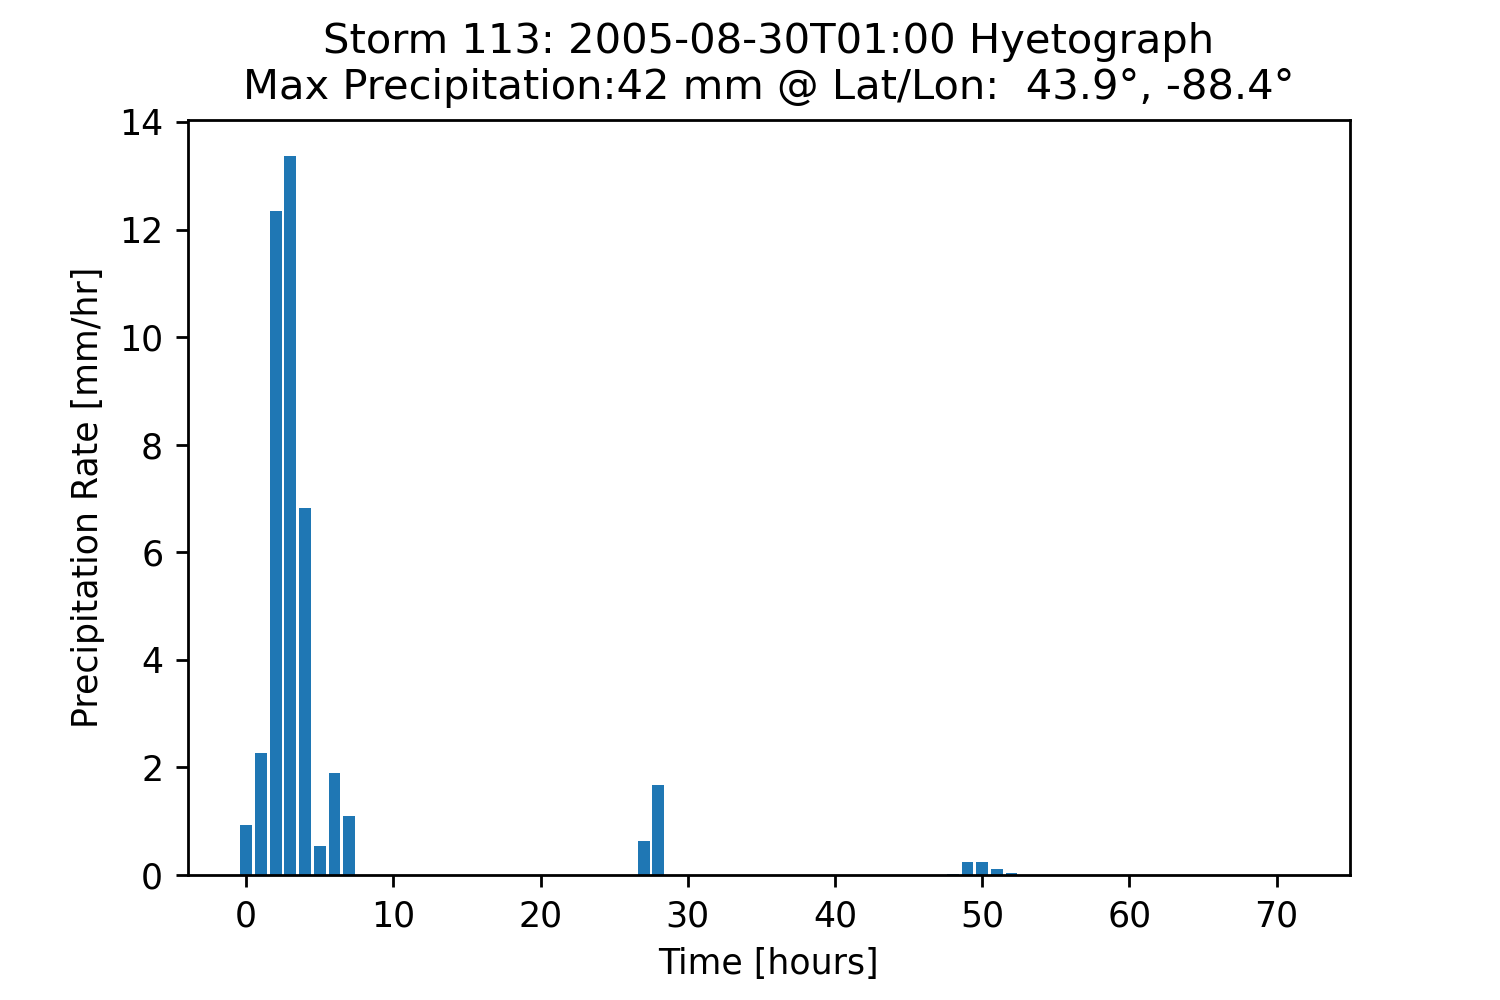 Storm 113: 2005-08-30T01:00 Hyetograph
Max Precipitation:42 mm @ Lat/Lon:  43.9°, -88.4°
14
12
10
8
6
4
2
0
Precipitation Rate [mm/hr]
0 10 20 30 40 50 60 70
Time [hours]